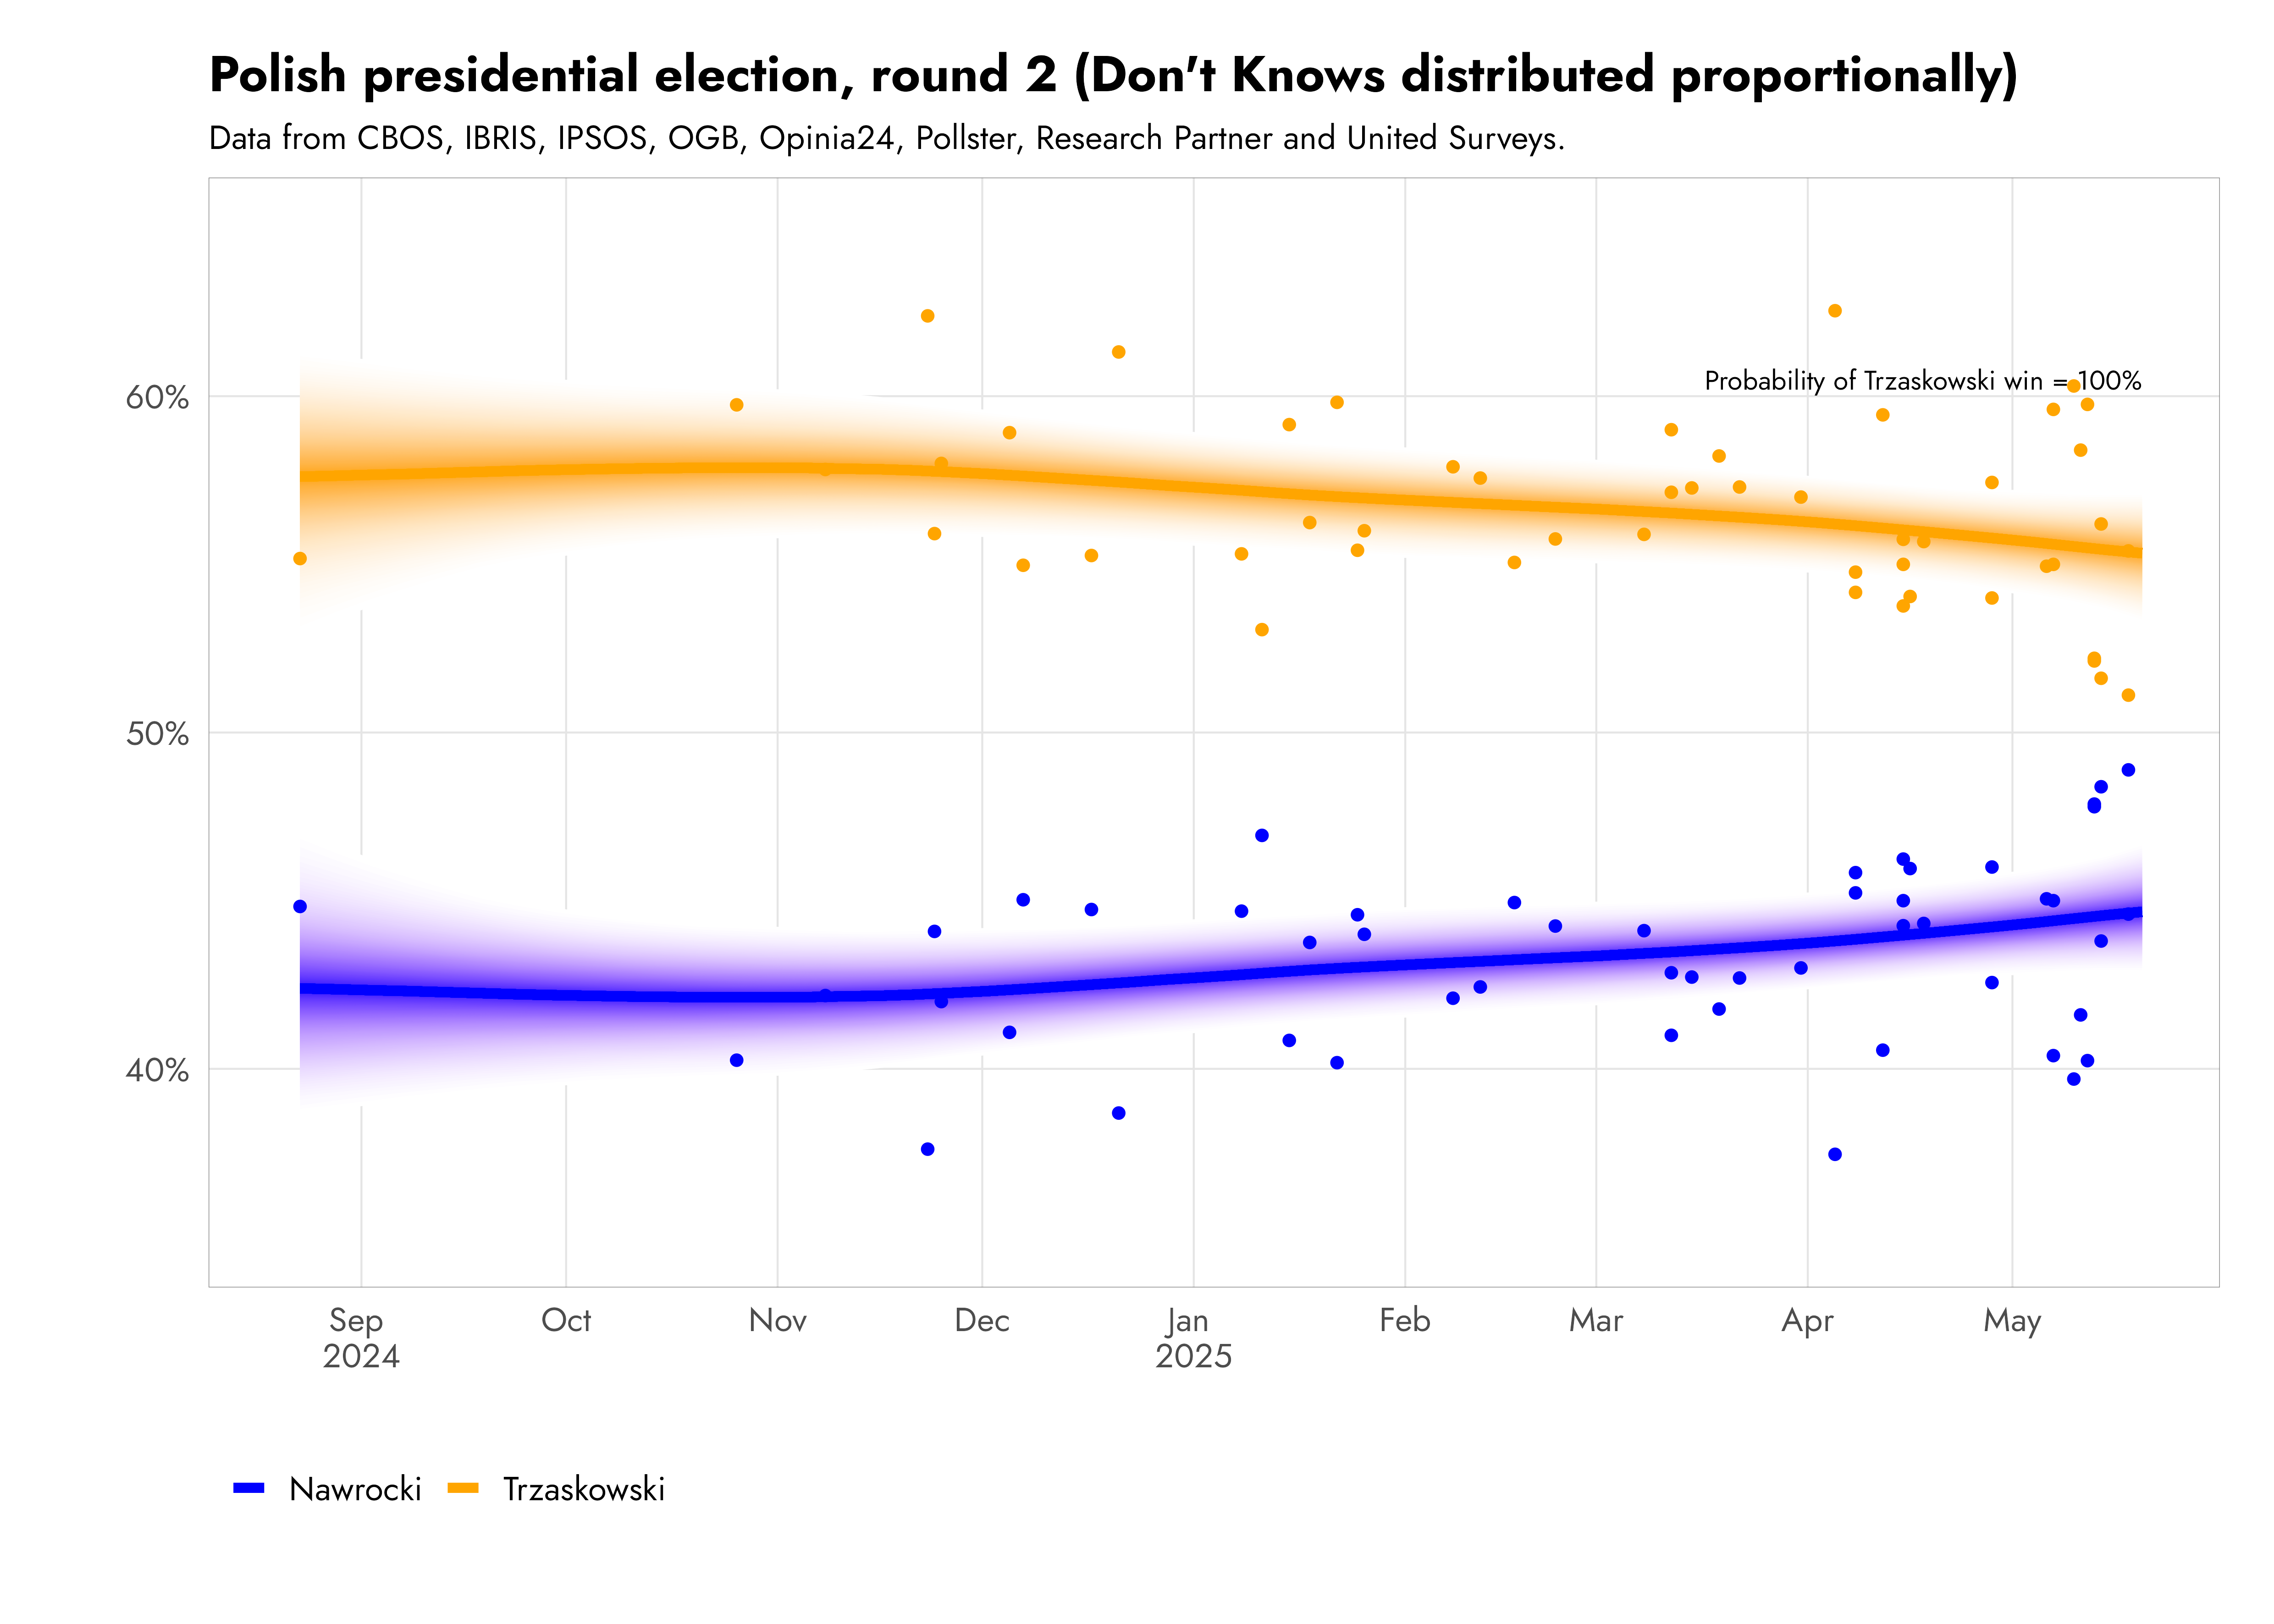 Polish presidential election, round 2 (Don't Knows distributed proportionally)
Data from CBOS, IBRIS, IPSOS, OGB, Opinia24, Pollster, Research Partner and United Surveys.
Probability of Trzaskowski win = 100%
60%
50%
40%
Sep Oct Nov Dec Jan Feb Mar Apr May
2024 2025
Nawrocki Trzaskowski